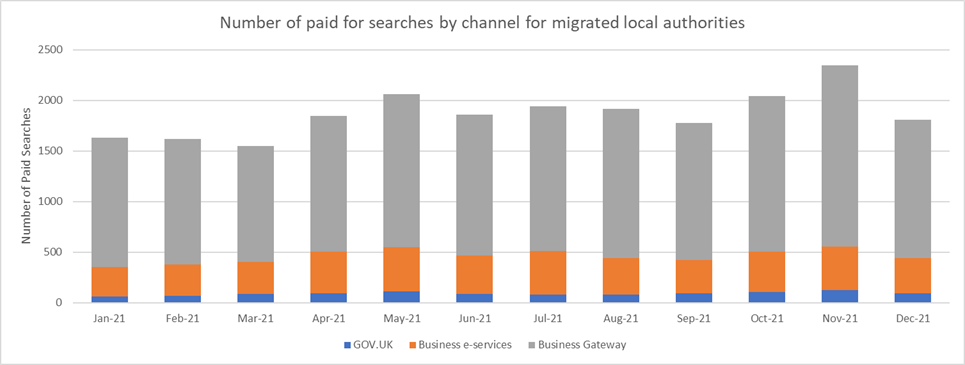 Number of paid for searches by channel for migrated local authorities
Number of Paid Searches
2500
2000
1500
1000
500
0
Jan-21 Feb-21 Mar-21 Apr-21 May-21 Jun-21 Jul-21 Aug-21 Sep-21 Oct-21 Nov-21 Dec-21
GOV.UK Business e-services Business Gateway